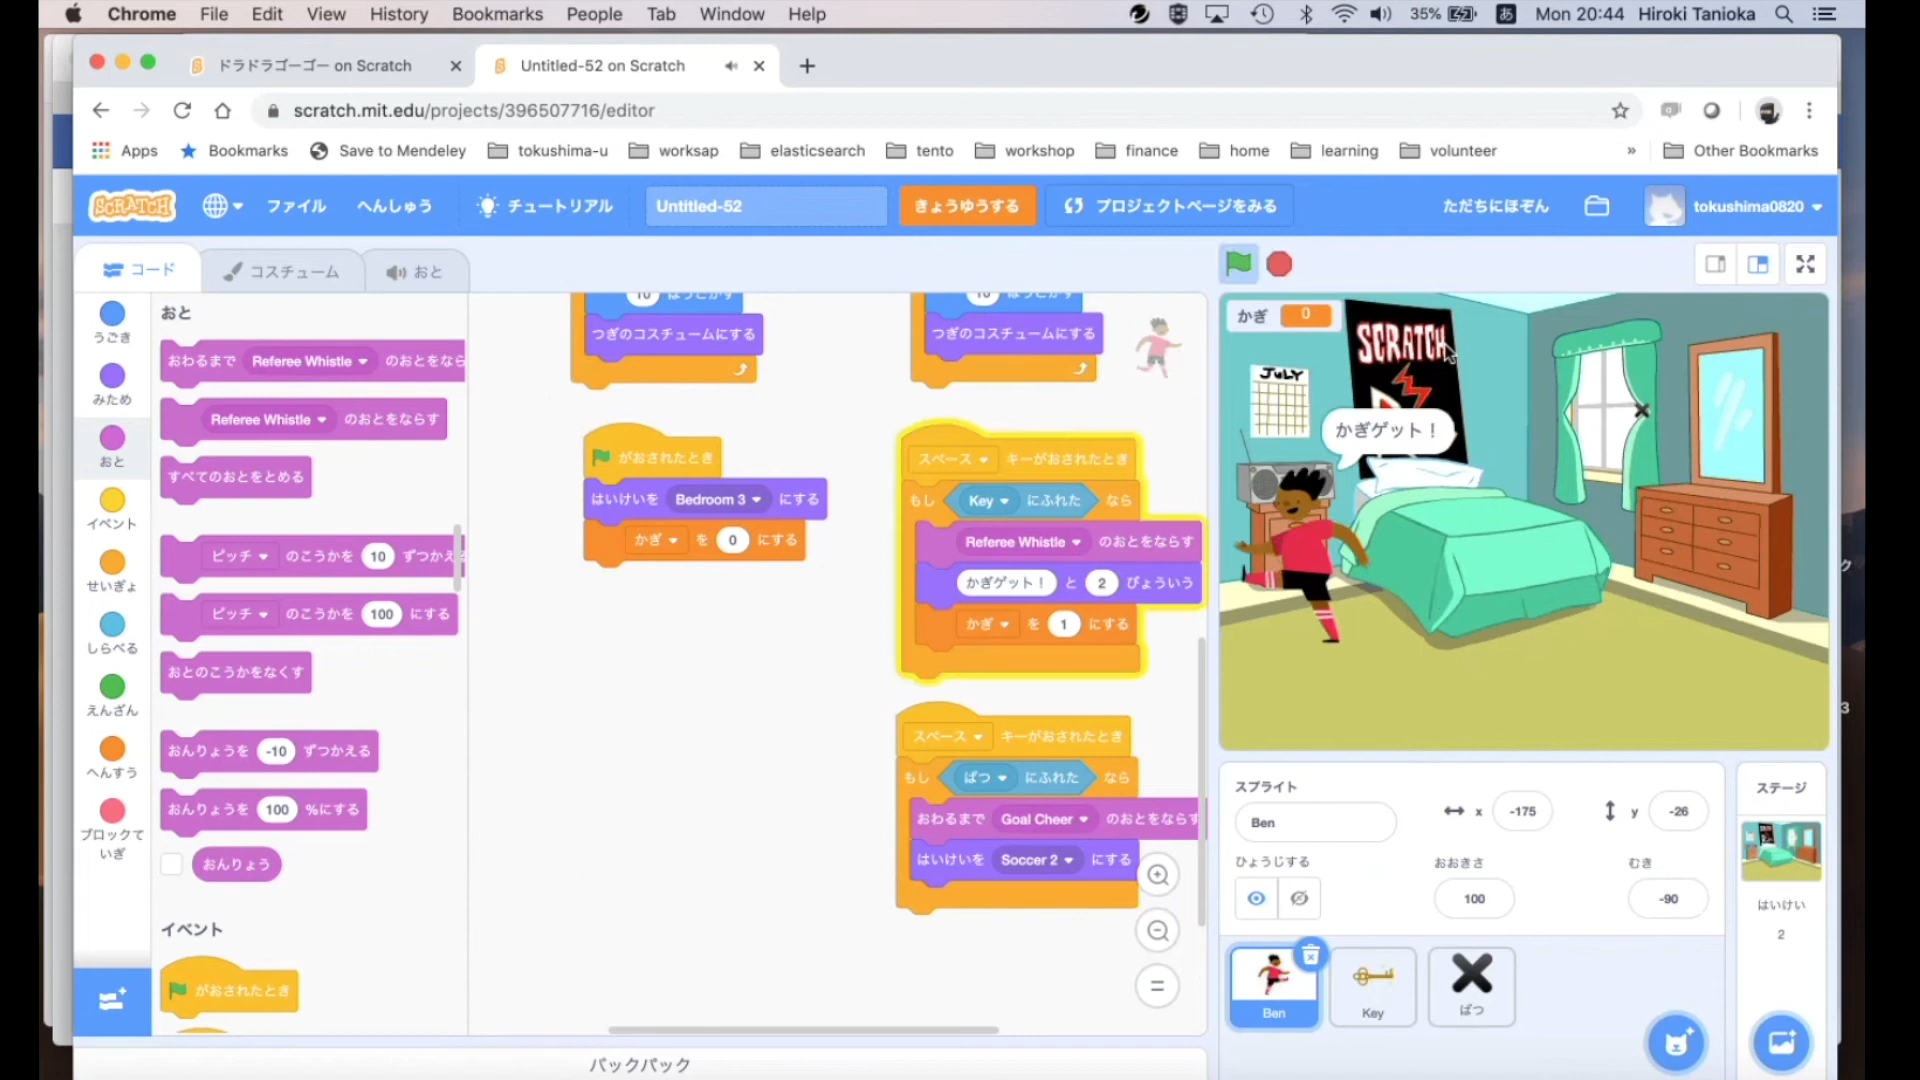 Chrome File Edit View History Bookmarks People Tab Window Help 35% あ Mon 20:44 Hiroki Tanioka
ドラドラゴーゴー on Scratch Untitled-52 on Scratch
scratch.mit.edu/projects/396507716/editor
Apps Bookmarks Save to Mendeley tokushima-u worksap elasticsearch tento workshop finance home learning volunteer » Other Bookmarks
SCRATCH ファイル へんしゅう チュートリアル Untitled-52 きょうゆうする プロジェクトページをみる ただちにほぞん tokushima0820
コード コスチューム おと
うごき
みため
おと
イベント
せいぎょ
しらべる
えんざん
へんすう
ブロックて
いぎ
おと
おわるまで Referee Whistle のおとをなら
Referee Whistle のおとをならす
すべてのおとをとめる
ピッチ のこうかを 10 ずつかえる
ピッチ のこうかを 100 にする
おとのこうかをなくす
おんりょうを -10 ずつかえる
おんりょうを 100 %にする
おんりょう
イベント
がおされたとき
つぎのコスチュームにする
つぎのコスチュームにする
がおされたとき
はいけいを Bedroom 3 にする
かぎ を 0 にする
スペース キーがおされたとき
もし Key にふれた なら
Referee Whistle のおとをならす
かぎゲット! と 2 びょういう
かぎ を 1 にする
スペース キーがおされたとき
もし ばつ にふれた なら
おわるまで Goal Cheer のおとをならす
はいけいを Soccer 2 にする
バックパック
かぎ 0
SCRATCH
JULY
かぎゲット!
スプライト
Ben x -175 y -26
ひょうじする おおきさ むき
100 -90
Ben Key ばつ
ステージ
はいけい
2